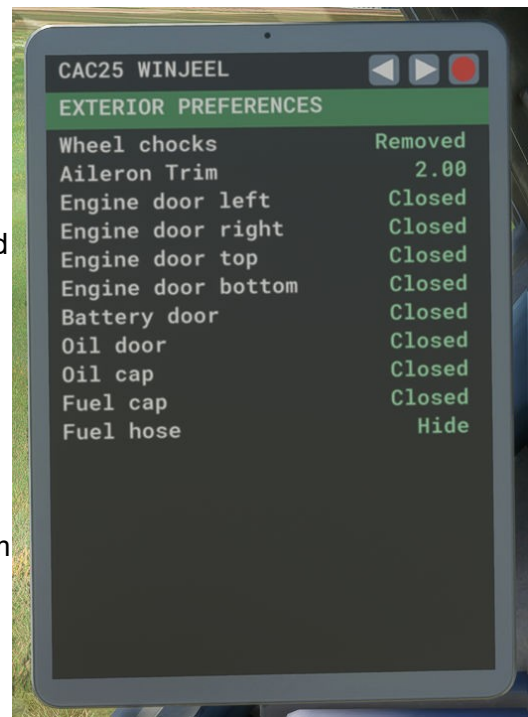 CAC25 WINJEEL
EXTERIOR PREFERENCES
Wheel chocks Removed
Aileron Trim 2.00
Engine door left Closed
Engine door right Closed
Engine door top Closed
Engine door bottom Closed
Battery door Closed
Oil door Closed
Oil cap Closed
Fuel cap Closed
Fuel hose Hide